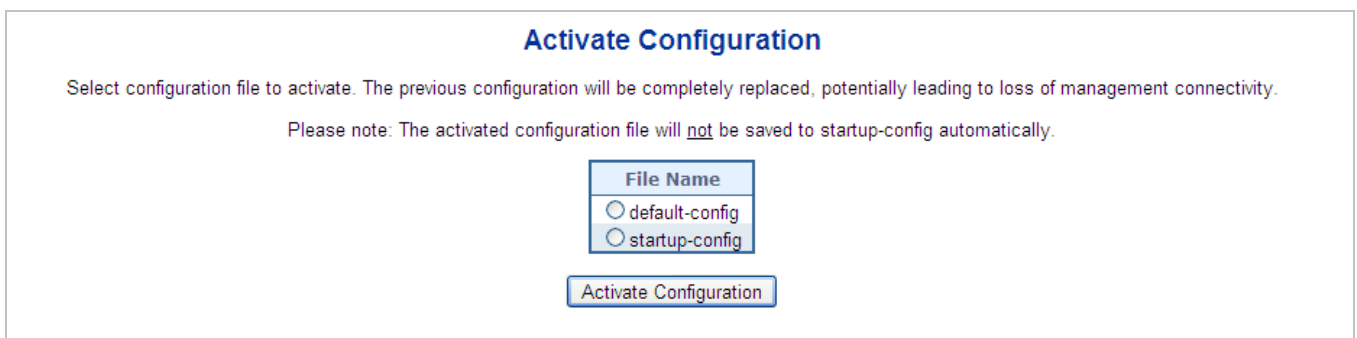 Activate Configuration
Select configuration file to activate. The previous configuration will be completely replaced, potentially leading to loss of management connectivity.
Please note: The activated configuration file will not be saved to startup-config automatically.
File Name
default-config
startup-config
Activate Configuration